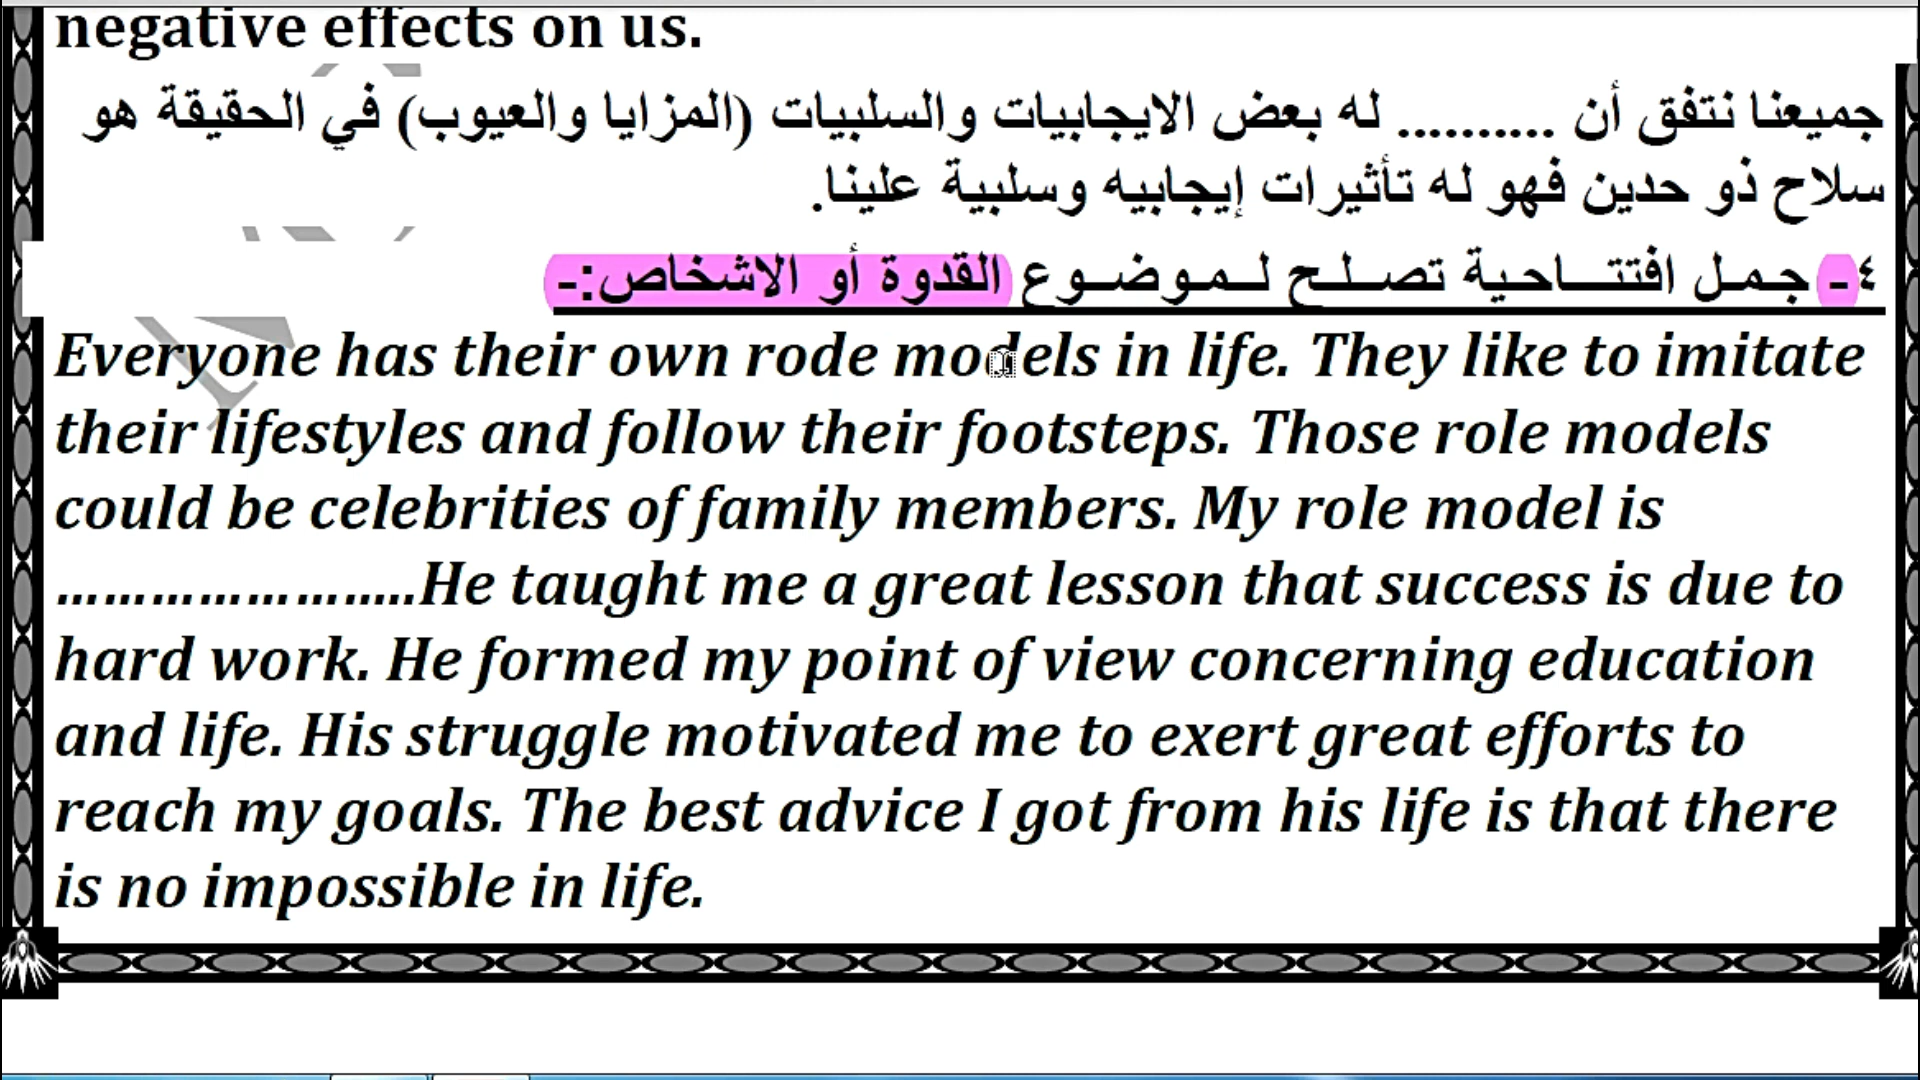 negative effects on us.
جميعنا نتفق أن .......... له بعض الايجابيات والسلبيات (المزايا والعيوب) في الحقيقة هو
سلاح ذو حدين فهو له تأثيرات إيجابيه وسلبية علينا.
٤- جـمـل افتتـــاحـية تصــلـح لــمـوضــوع القدوة أو الاشخاص:-
Everyone has their own rode models in life. They like to imitate
their lifestyles and follow their footsteps. Those role models
could be celebrities of family members. My role model is
……………………..He taught me a great lesson that success is due to
hard work. He formed my point of view concerning education
and life. His struggle motivated me to exert great efforts to
reach my goals. The best advice I got from his life is that there
is no impossible in life.